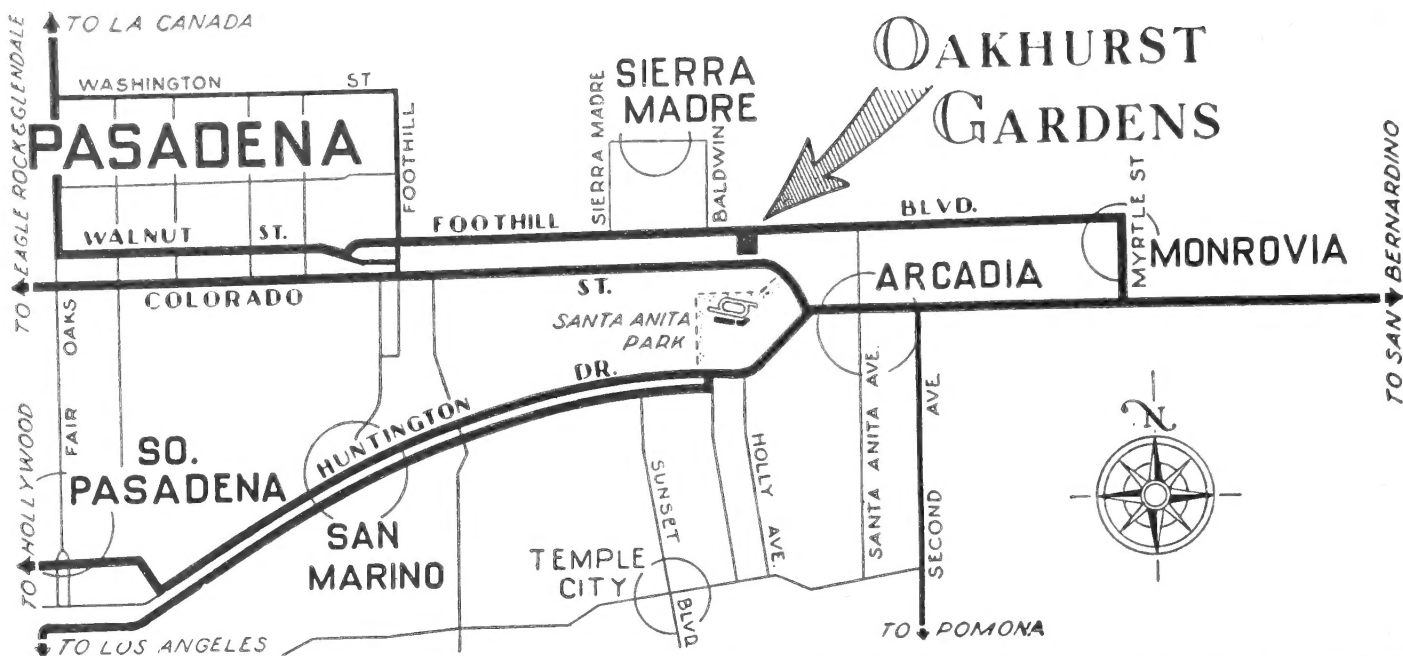 TO LA CANADA
OAKHURST
GARDENS
TO EAGLE ROCK & GLENDALE
WASHINGTON ST
PASADENA
FOOTHILL
SIERRA MADRE
SIERRA
MADRE
BALDWIN
MYRTLE ST
TO SAN BERNARDINO
WALNUT ST.
FOOTHILL BLVD.
COLORADO ST.
ARCADIA
MONROVIA
SANTA ANITA
PARK
FAIR OAKS
HUNTINGTON DR.
SANTA ANITA AVE.
SECOND AVE
TO HOLLYWOOD
SO.
PASADENA
SAN
MARINO
SUNSET BLVD
HOLLY AVE.
TEMPLE
CITY
N
TO LOS ANGELES
TO POMONA